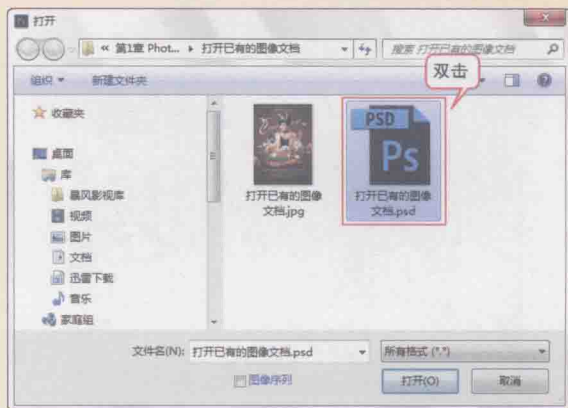 打开
« 第1章 Phot... ▸ 打开已有的图像文档
搜索 打开已有的图像文档
双击
组织 新建文件夹
收藏夹
桌面
库
暴风影视库
视频
图片
文档
迅雷下载
音乐
家庭组
PSD
Ps
打开已有的图像
文档.jpg
打开已有的图像
文档.psd
文件名(N): 打开已有的图像文档.psd
所有格式 (*.*)
图像序列
打开(O)
取消